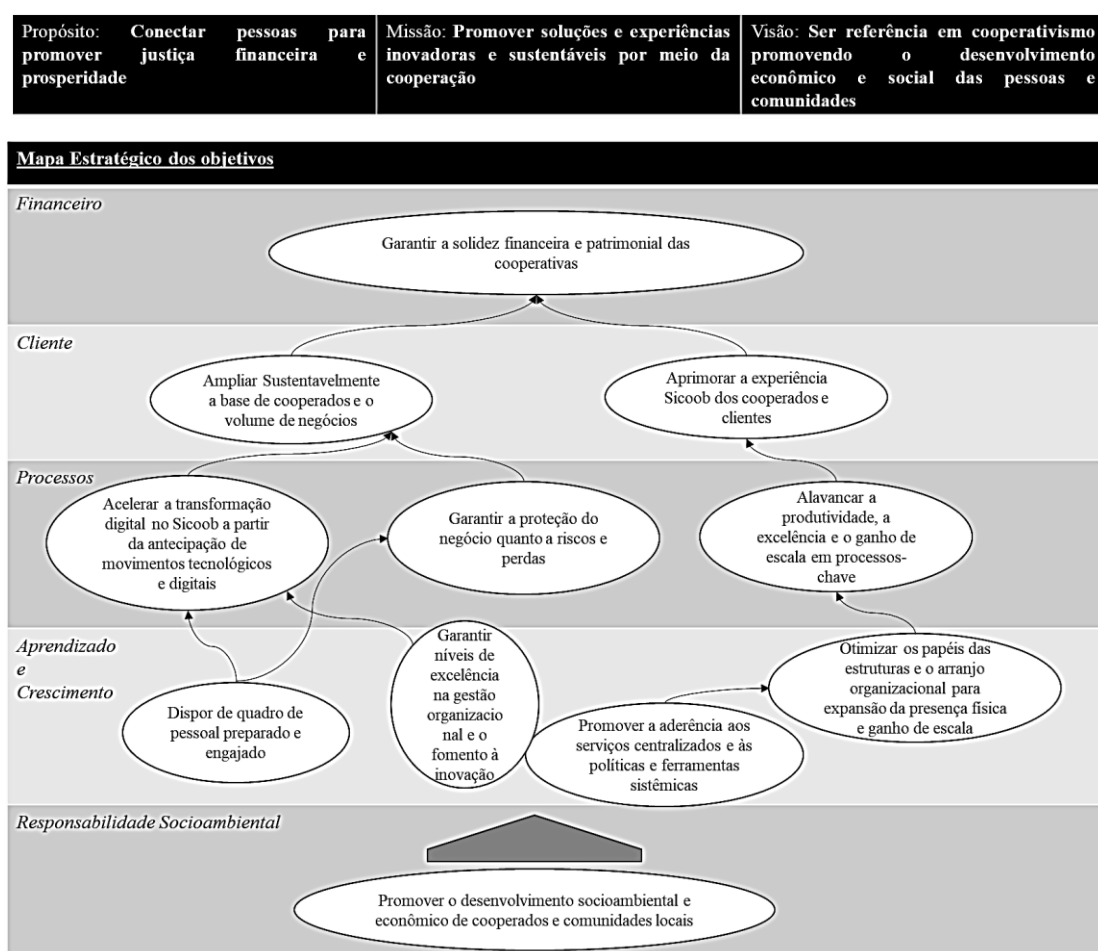 Propósito: Conectar pessoas para
promover justiça financeira e
prosperidade
Missão: Promover soluções e experiências
inovadoras e sustentáveis por meio da
cooperação
Visão: Ser referência em cooperativismo
promovendo o desenvolvimento
econômico e social das pessoas e
comunidades
Mapa Estratégico dos objetivos
Financeiro
Garantir a solidez financeira e patrimonial das
cooperativas
Cliente
Ampliar Sustentavelmente
a base de cooperados e o
volume de negócios
Aprimorar a experiência
Sicoob dos cooperados e
clientes
Processos
Acelerar a transformação
digital no Sicoob a partir
da antecipação de
movimentos tecnológicos
e digitais
Garantir a proteção do
negócio quanto a riscos e
perdas
Alavancar a
produtividade, a
excelência e o ganho de
escala em processos-
chave
Aprendizado
e
Crescimento
Dispor de quadro de
pessoal preparado e
engajado
Garantir
níveis de
excelência
na gestão
organizacio
nal e o
fomento à
inovação
Promover a aderência aos
serviços centralizados e às
políticas e ferramentas
sistêmicas
Otimizar os papéis das
estruturas e o arranjo
organizacional para
expansão da presença física
e ganho de escala
Responsabilidade Socioambiental
Promover o desenvolvimento socioambiental e
econômico de cooperados e comunidades locais